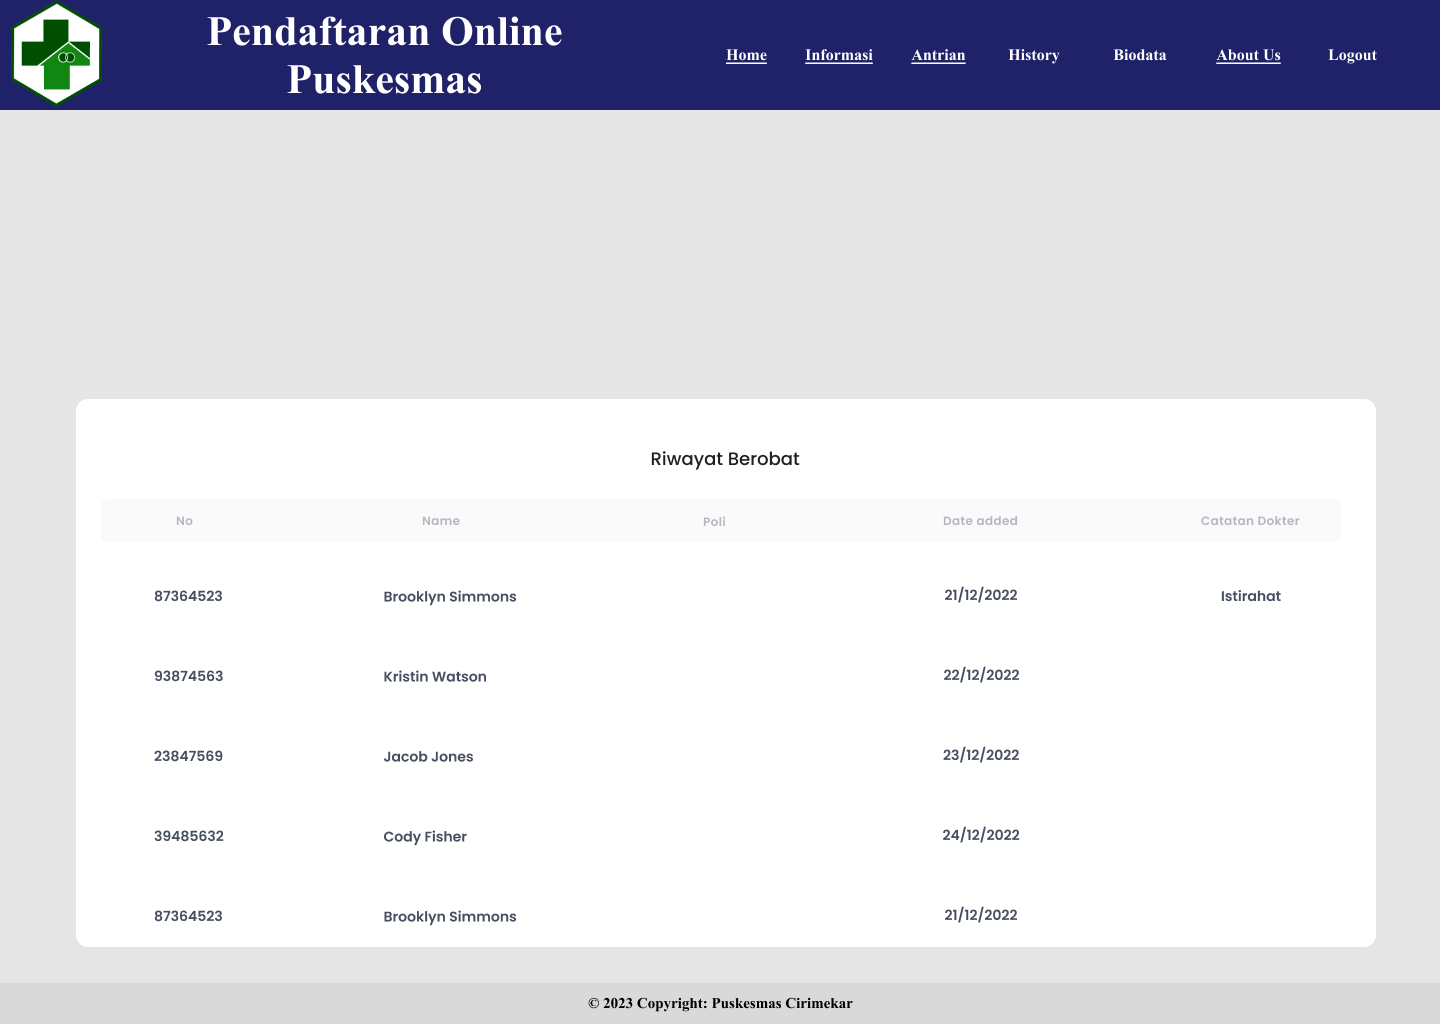 Pendaftaran Online
Puskesmas
Home Informasi Antrian History Biodata About Us Logout
Riwayat Berobat
No Name Poli Date added Catatan Dokter
87364523 Brooklyn Simmons 21/12/2022 Istirahat
93874563 Kristin Watson 22/12/2022
23847569 Jacob Jones 23/12/2022
39485632 Cody Fisher 24/12/2022
87364523 Brooklyn Simmons 21/12/2022
© 2023 Copyright: Puskesmas Cirimekar